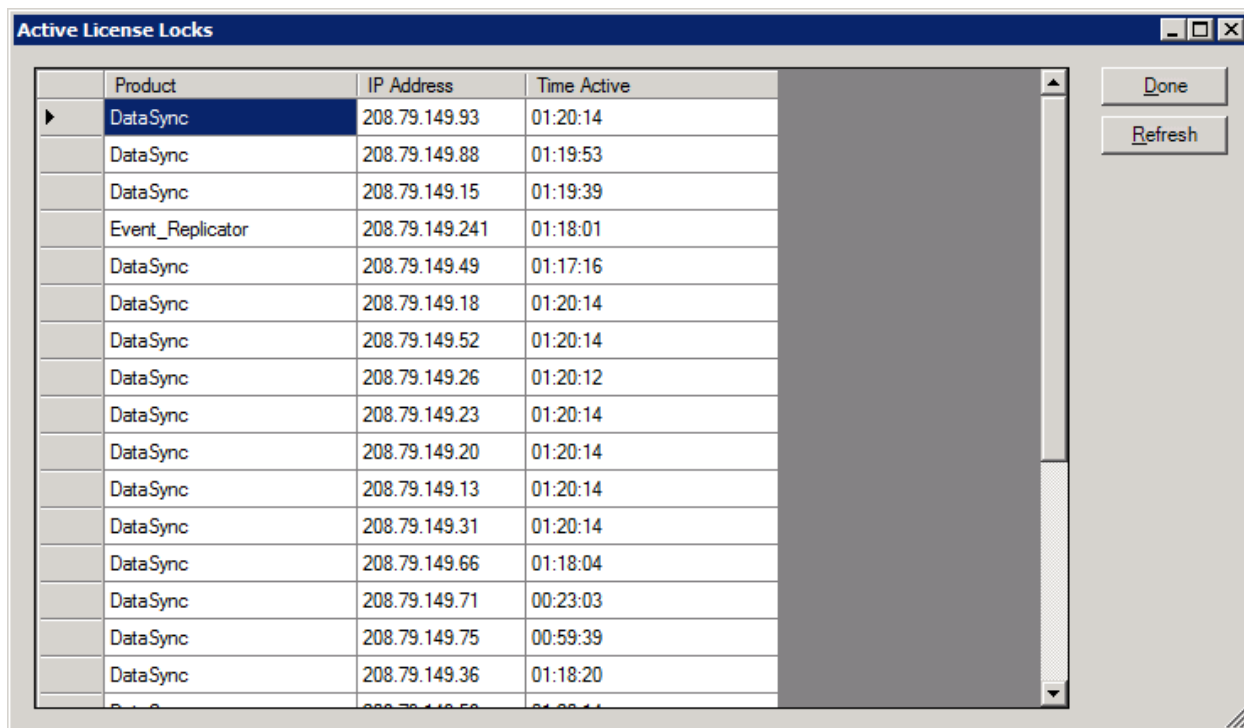 Active License Locks
Product IP Address Time Active
DataSync 208.79.149.93 01:20:14
DataSync 208.79.149.88 01:19:53
DataSync 208.79.149.15 01:19:39
Event_Replicator 208.79.149.241 01:18:01
DataSync 208.79.149.49 01:17:16
DataSync 208.79.149.18 01:20:14
DataSync 208.79.149.52 01:20:14
DataSync 208.79.149.26 01:20:12
DataSync 208.79.149.23 01:20:14
DataSync 208.79.149.20 01:20:14
DataSync 208.79.149.13 01:20:14
DataSync 208.79.149.31 01:20:14
DataSync 208.79.149.66 01:18:04
DataSync 208.79.149.71 00:23:03
DataSync 208.79.149.75 00:59:39
DataSync 208.79.149.36 01:18:20
Done
Refresh